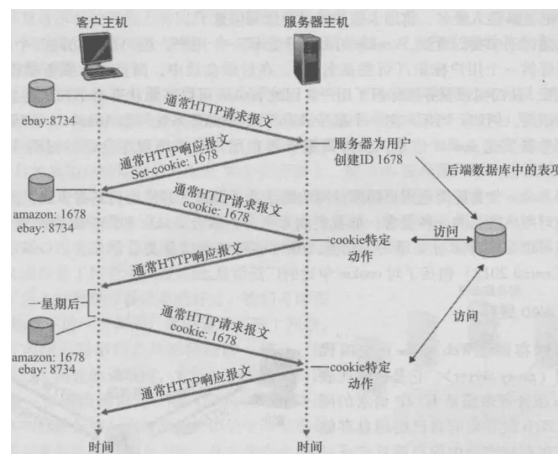 客户主机
服务器主机
ebay:8734
通常HTTP请求报文
服务器为用户
创建ID 1678
通常HTTP响应报文
Set-cookie: 1678
后端数据库中的表项
amazon: 1678
ebay: 8734
通常HTTP请求报文
cookie: 1678
cookie特定
动作
访问
通常HTTP响应报文
一星期后
通常HTTP请求报文
cookie: 1678
访问
amazon: 1678
ebay: 8734
cookie特定
动作
通常HTTP响应报文
时间
时间